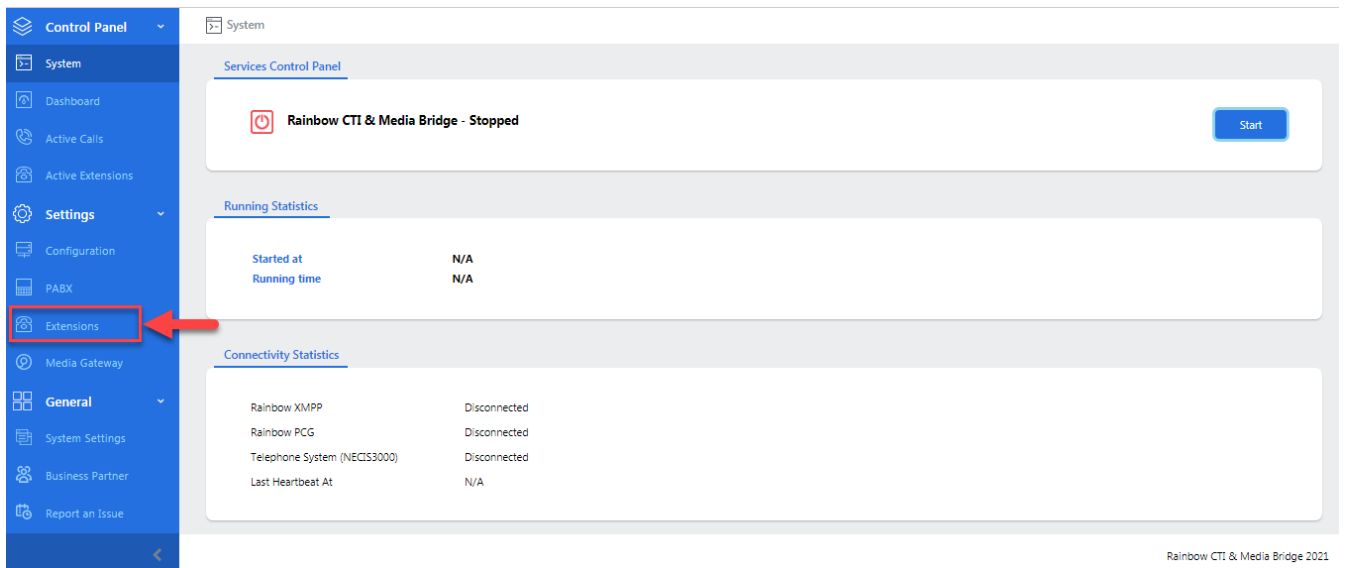 Control Panel
System
Dashboard
Active Calls
Active Extensions
Settings
Configuration
PABX
Extensions
Media Gateway
General
System Settings
Business Partner
Report an Issue
System
Services Control Panel
Rainbow CTI & Media Bridge - Stopped
Start
Running Statistics
Started at N/A
Running time N/A
Connectivity Statistics
Rainbow XMPP Disconnected
Rainbow PCG Disconnected
Telephone System (NECIS3000) Disconnected
Last Heartbeat At N/A
Rainbow CTI & Media Bridge 2021